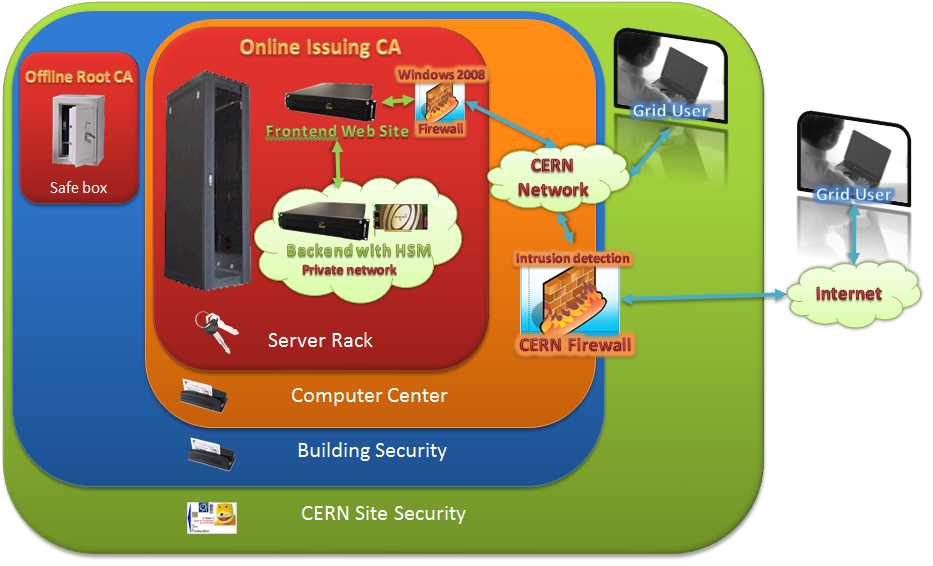 Online Issuing CA
Offline Root CA
Safe box
Windows 2008
Firewall
Frontend Web Site
Backend with HSM
Private network
Server Rack
Computer Center
Building Security
CERN Site Security
CERN
Network
Intrusion detection
CERN Firewall
Grid User
Grid User
Internet